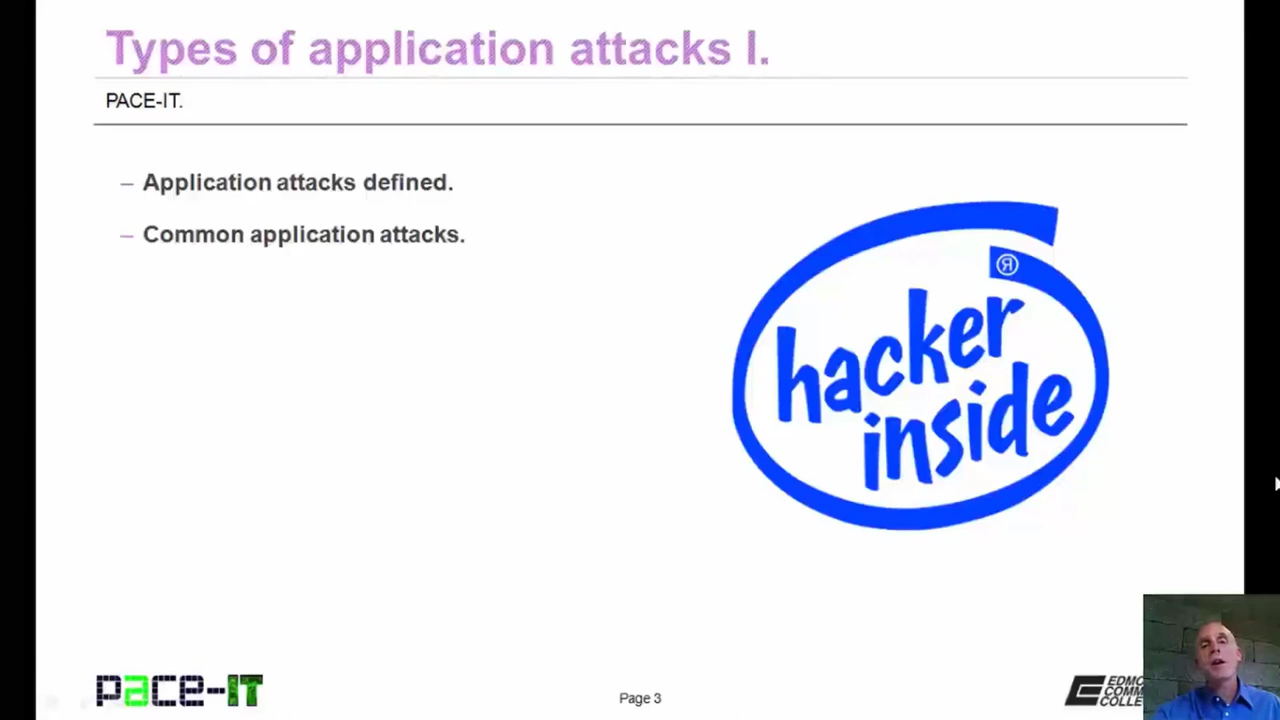 Types of application attacks I.
PACE-IT.
– Application attacks defined.
– Common application attacks.
®
hacker
inside
pace-IT
Page 3